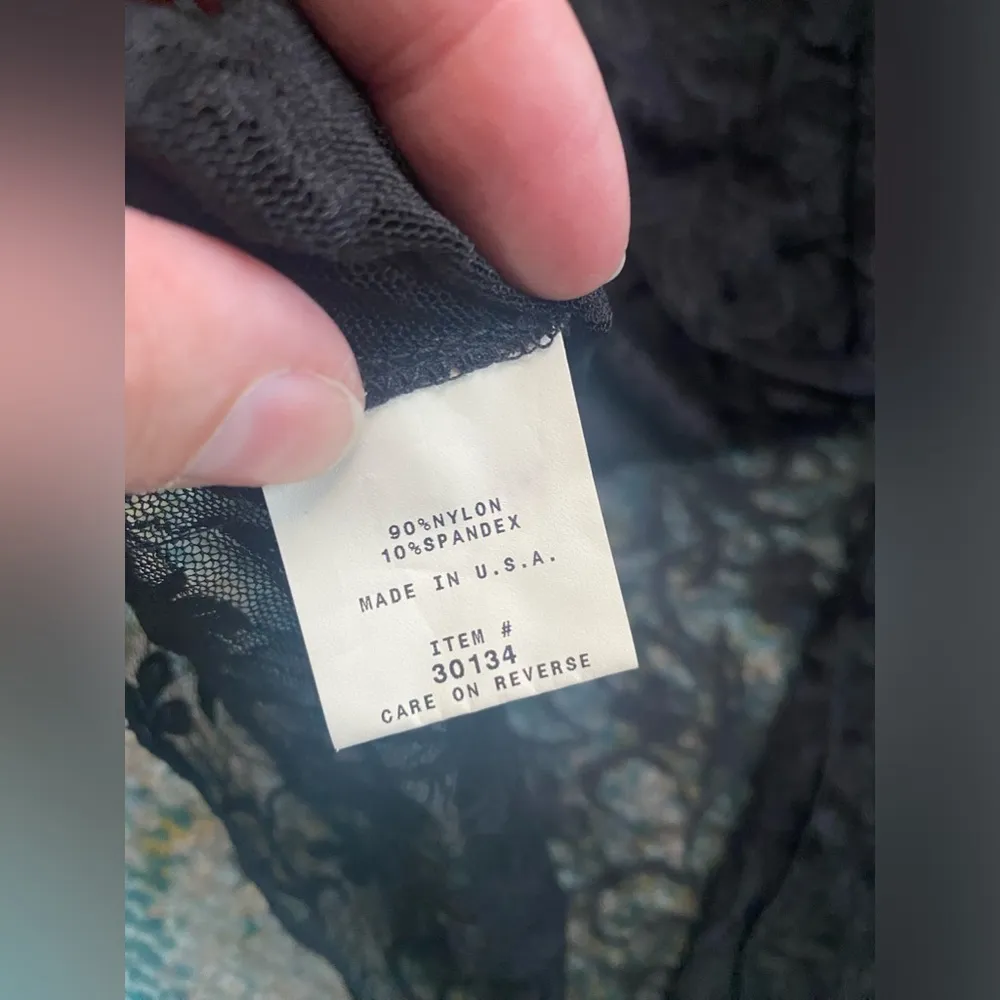 90%NYLON
10%SPANDEX
MADE IN U.S.A.
ITEM #
30134
CARE ON REVERSE